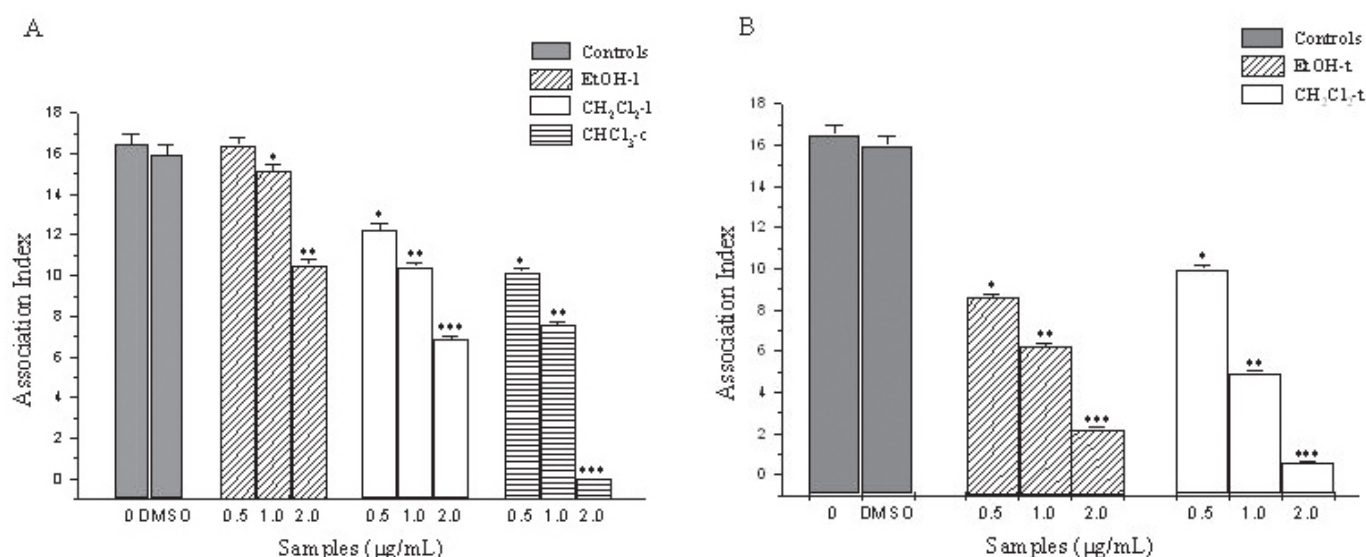 A
Controls
EtOH-l
CH₂Cl₂-l
CHCl₃-c
18
16
14
12
10
8
6
4
2
0
Association Index
*
**
*
**
***
*
**
***
0 DMSO 0.5 1.0 2.0 0.5 1.0 2.0 0.5 1.0 2.0
Samples (µg/mL)
B
Controls
EtOH-t
CH₂Cl₂-t
18
16
14
12
10
8
6
4
2
0
Association Index
*
**
***
*
**
***
0 DMSO 0.5 1.0 2.0 0.5 1.0 2.0
Samples (µg/mL)